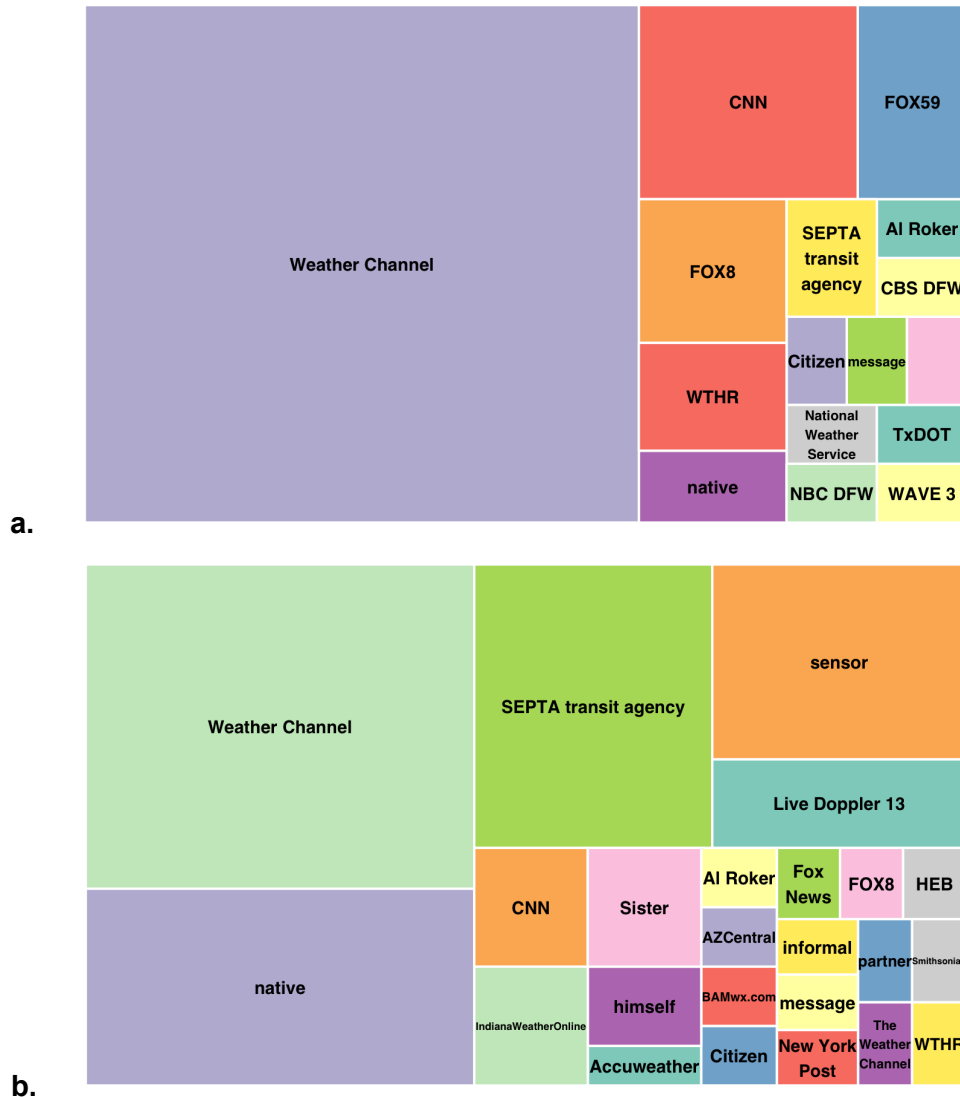 Weather Channel
CNN
FOX59
FOX8
SEPTA
transit
agency
Al Roker
CBS DFW
WTHR
Citizen
message
National
Weather
Service
TxDOT
native
NBC DFW
WAVE 3
a.
Weather Channel
SEPTA transit agency
sensor
Live Doppler 13
native
CNN
Sister
Al Roker
Fox
News
FOX8
HEB
AZCentral
informal
partner
Smithsonia
IndianaWeatherOnline
himself
BAMwx.com
message
Accuweather
Citizen
New York
Post
The
Weather
Channel
WTHR
b.